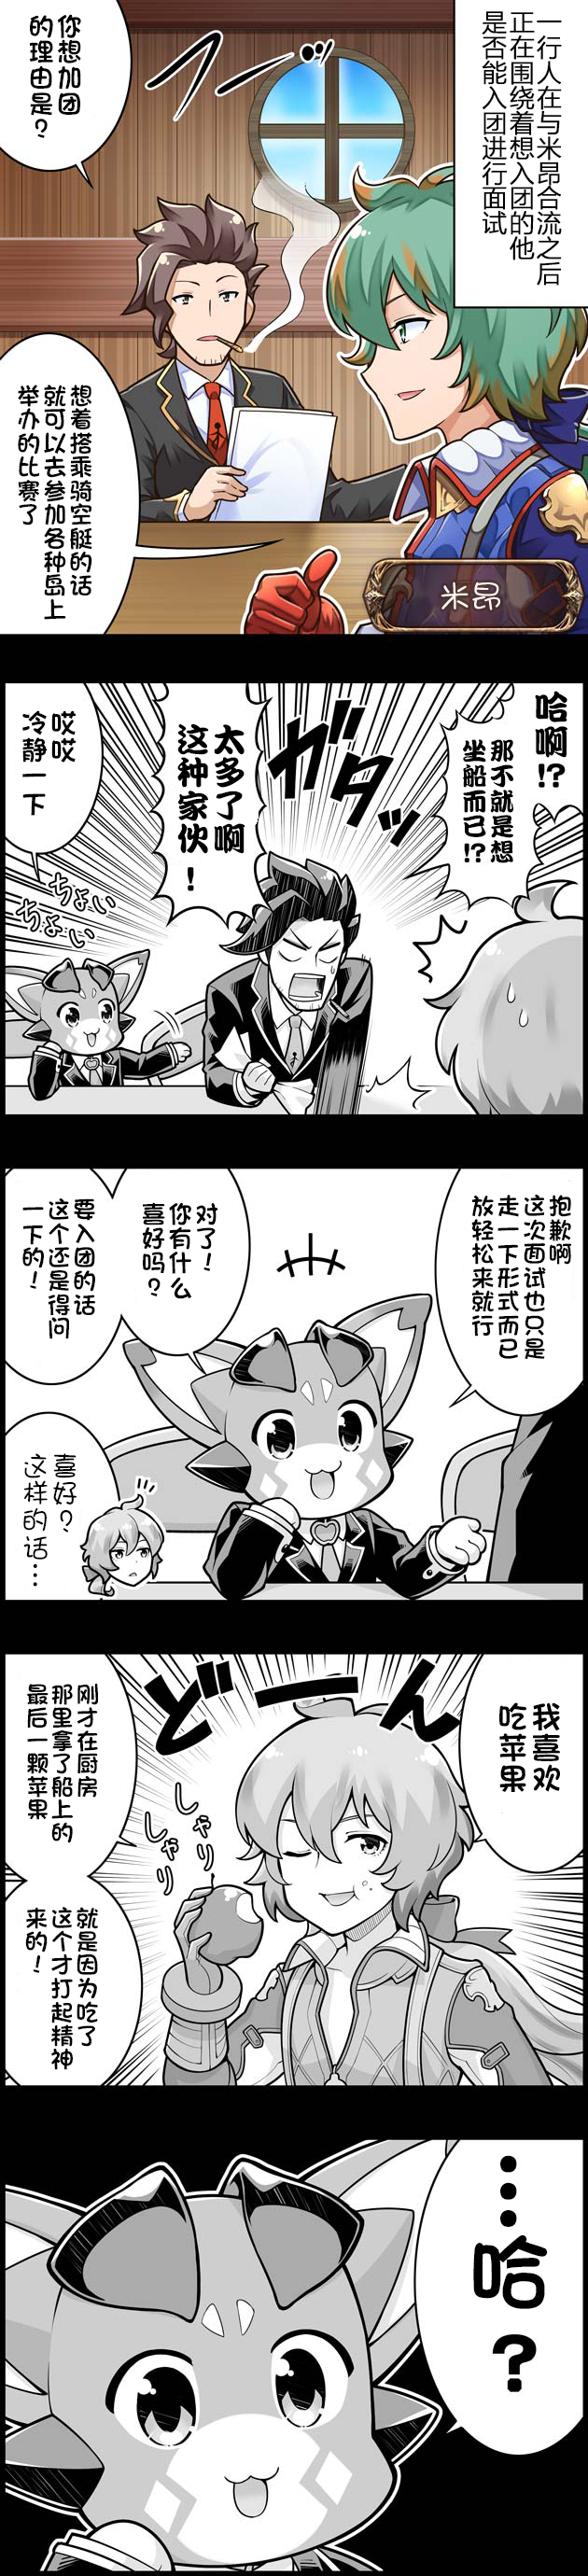 一行人在与米昂合流之后
正在围绕着想入团的他
是否能入团进行面试
你想加团
的理由是？
想着搭乘骑空艇的话
就可以去参加各种岛上
举办的比赛了
米昂
哈啊！？
那不就是想
坐船而已！？
ガタッ
太多了啊
这种家伙！
哎哎
冷静一下
ちょい
ちょい
抱歉啊
这次面试也只是
走一下形式而已
放轻松来就行
对了！
你有什么
喜好吗？
要入团的话
这个还是得问
一下的！
喜好？
这样的话…
我喜欢
吃苹果
どーん
しゃり
しゃり
刚才在厨房
那里拿了船上的
最后一颗苹果
就是因为吃了
这个才打起精神
来的！
…哈？